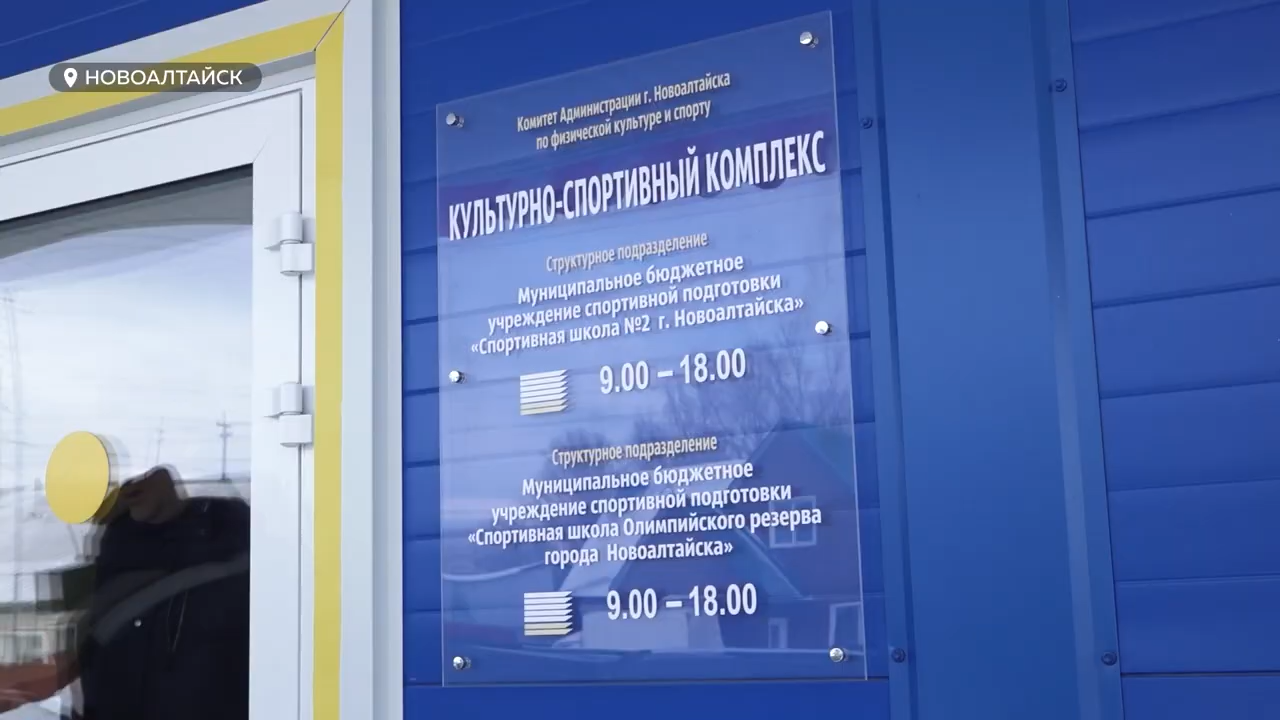 НОВОАЛТАЙСК
Комитет Администрации г. Новоалтайска
по физической культуре и спорту
КУЛЬТУРНО-СПОРТИВНЫЙ КОМПЛЕКС
Структурное подразделение
Муниципальное бюджетное
учреждение спортивной подготовки
«Спортивная школа №2 г. Новоалтайска»
9.00 – 18.00
Структурное подразделение
Муниципальное бюджетное
учреждение спортивной подготовки
«Спортивная школа Олимпийского резерва
города Новоалтайска»
9.00 – 18.00